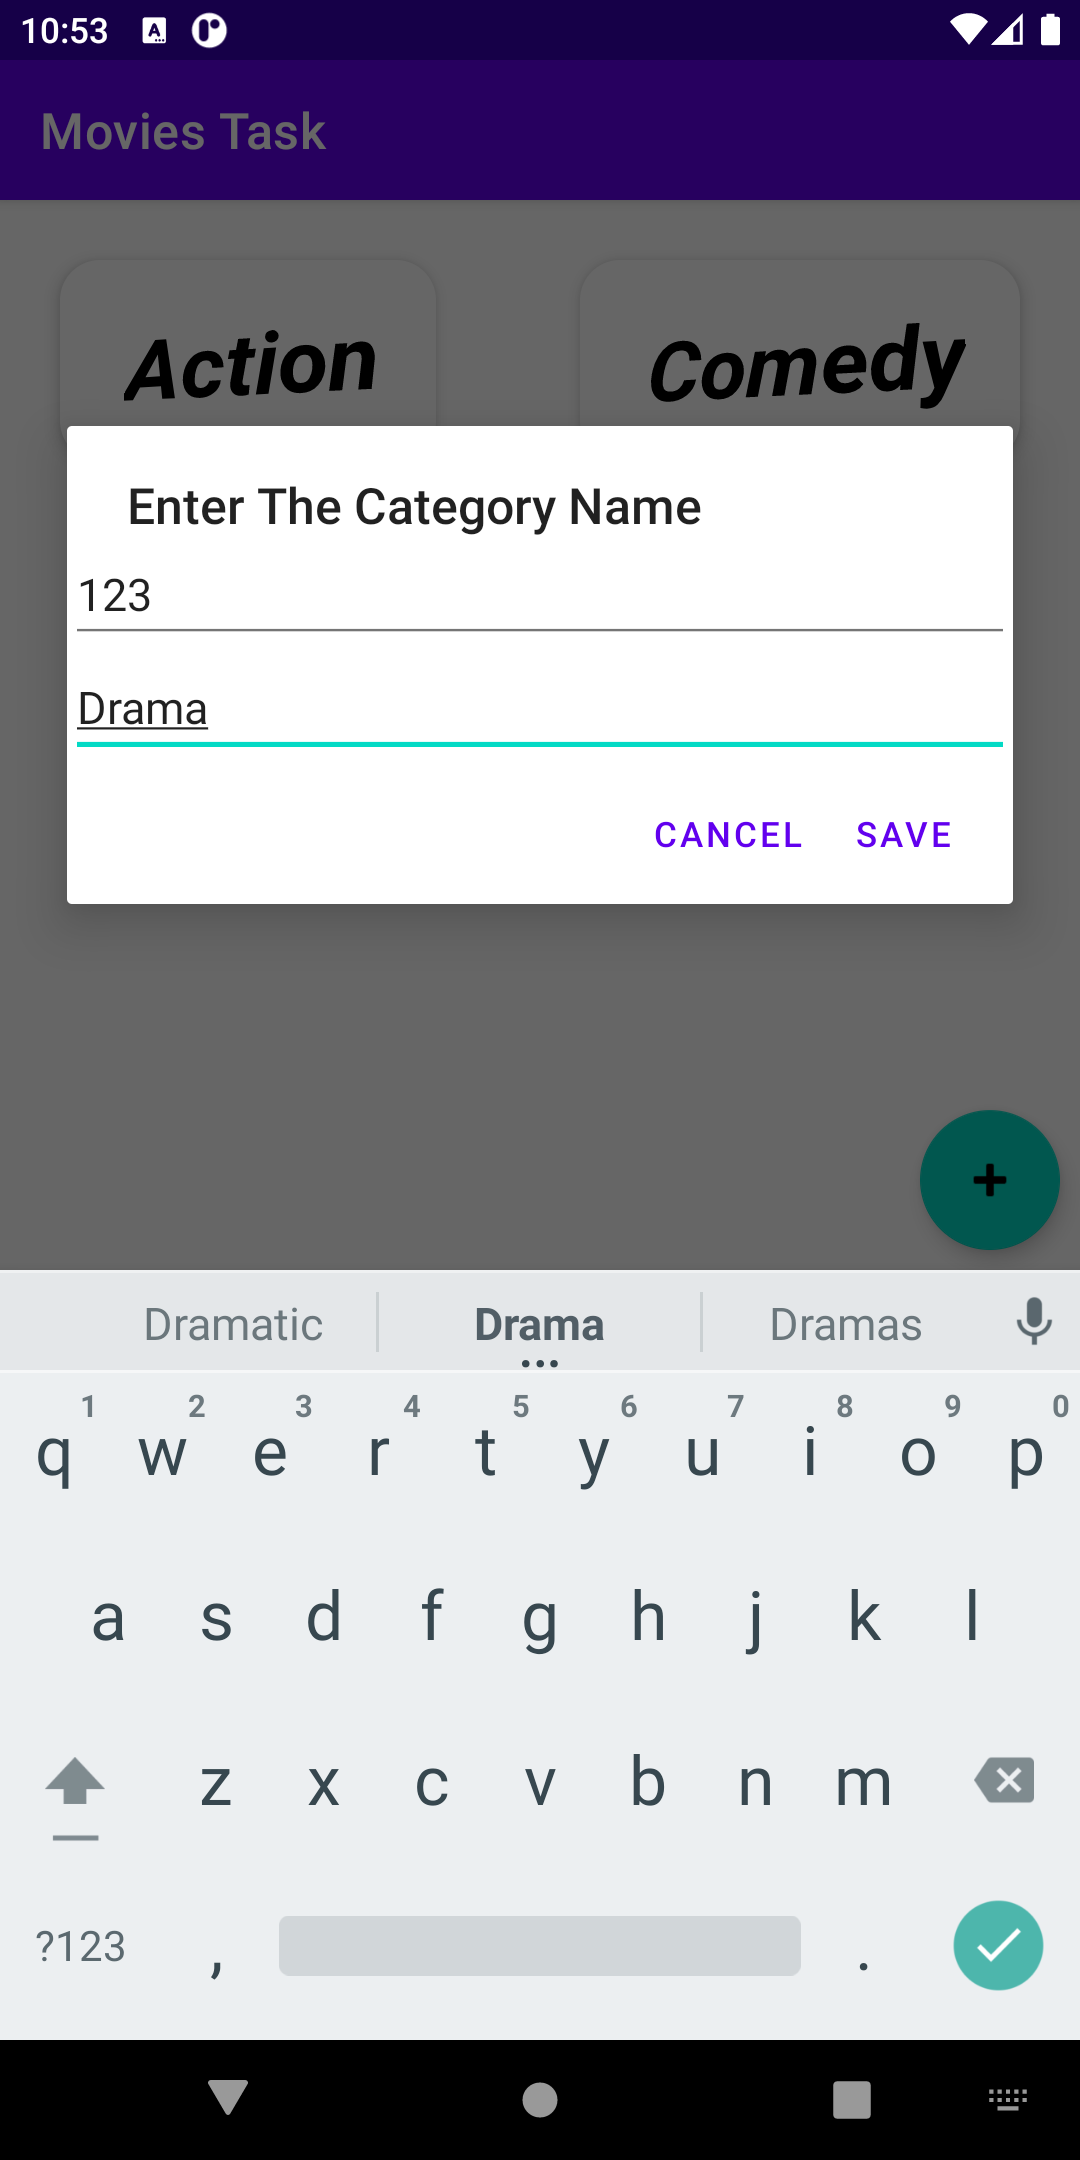 10:53
Movies Task
Action Comedy
Enter The Category Name
123
Drama
CANCEL SAVE
Dramatic Drama Dramas
1 2 3 4 5 6 7 8 9 0
q w e r t y u i o p
a s d f g h j k l
z x c v b n m
?123 , .